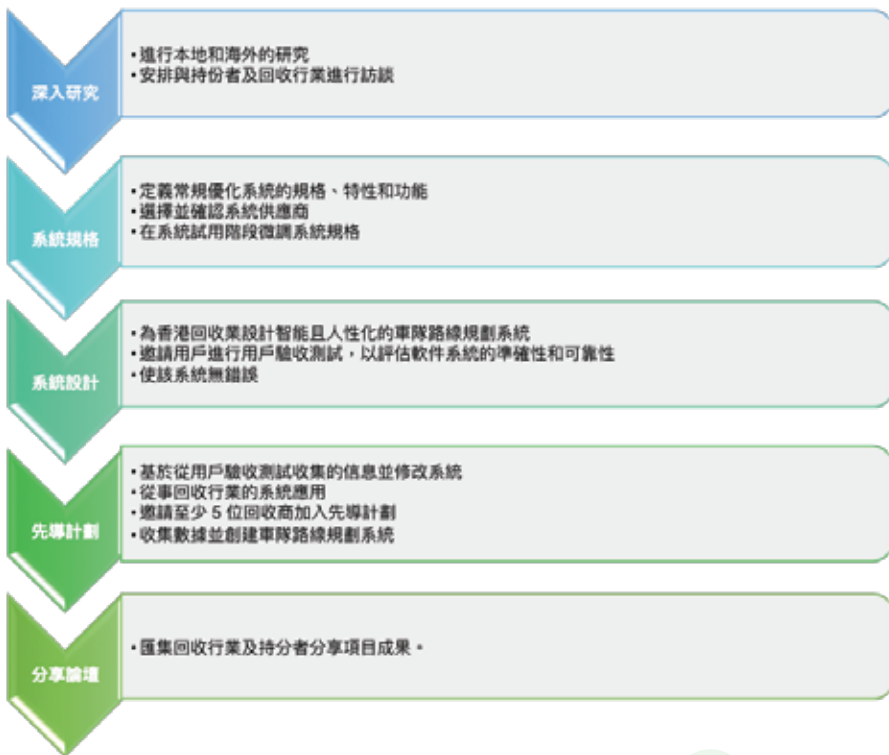 深入研究
•進行本地和海外的研究
•安排與持份者及回收行業進行訪談
系統規格
•定義常規優化系統的規格、特性和功能
•選擇並確認系統供應商
•在系統試用階段微調系統規格
系統設計
•為香港回收業設計智能且人性化的車隊路線規劃系統
•邀請用戶進行用戶驗收測試，以評估軟件系統的準確性和可靠性
•使該系統無錯誤
先導計劃
•基於從用戶驗收測試收集的信息並修改系統
•從事回收行業的系統應用
•邀請至少 5 位回收商加入先導計劃
•收集數據並創建車隊路線規劃系統
分享論壇
•匯集回收行業及持分者分享項目成果。